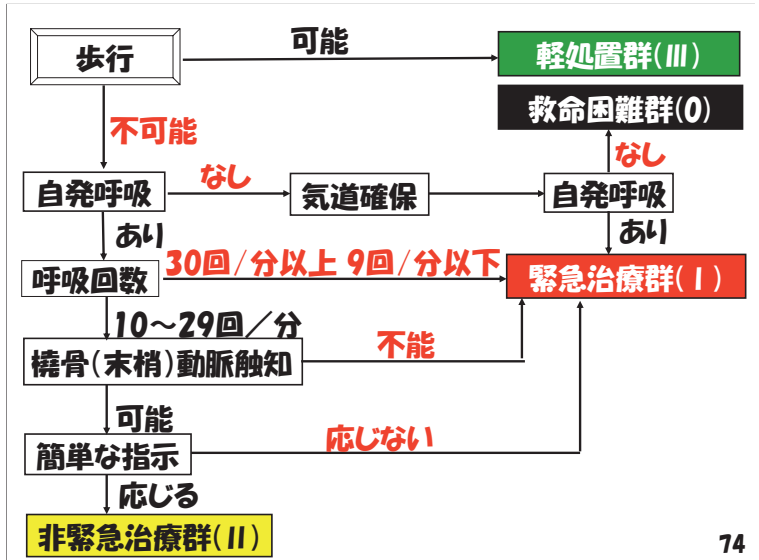 歩行
可能
軽処置群(III)
救命困難群(0)
不可能
なし
自発呼吸
なし
気道確保
自発呼吸
あり
あり
呼吸回数
30回/分以上 9回/分以下
緊急治療群(I)
10～29回／分
橈骨(末梢)動脈触知
不能
可能
簡単な指示
応じない
応じる
非緊急治療群(II)
74